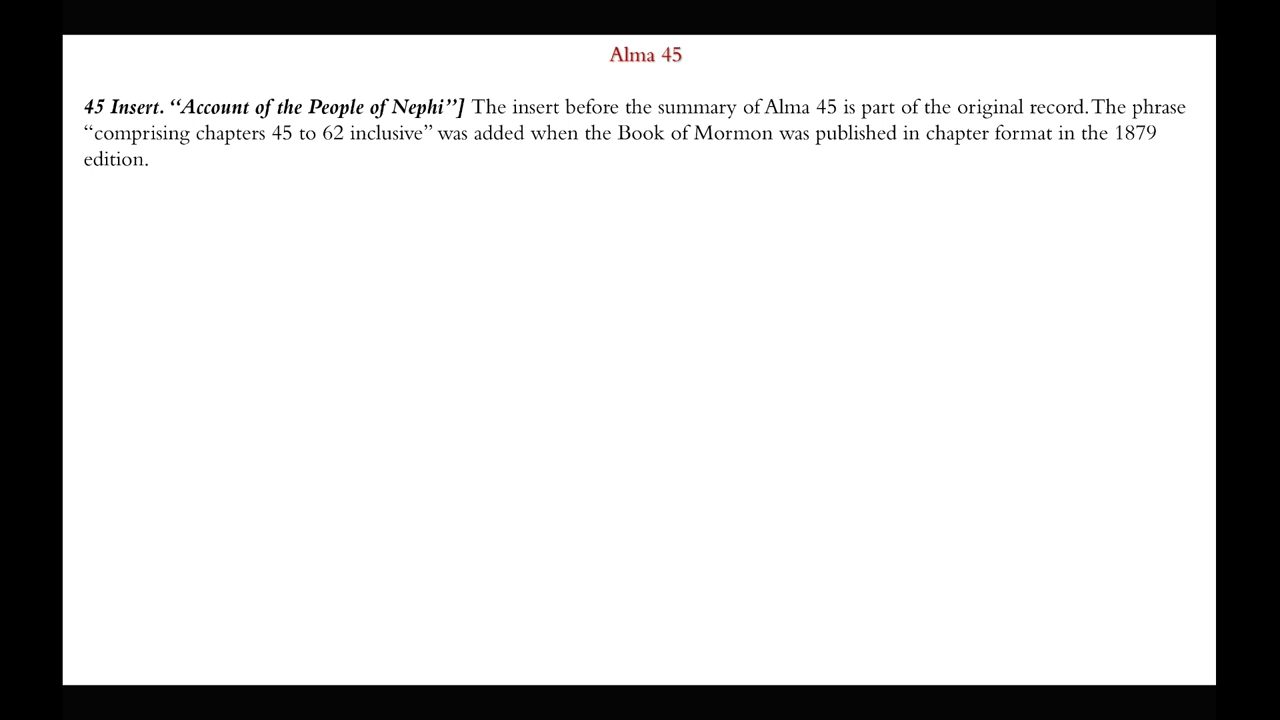 Alma 45
45 Insert. “Account of the People of Nephi”] The insert before the summary of Alma 45 is part of the original record. The phrase
“comprising chapters 45 to 62 inclusive” was added when the Book of Mormon was published in chapter format in the 1879
edition.